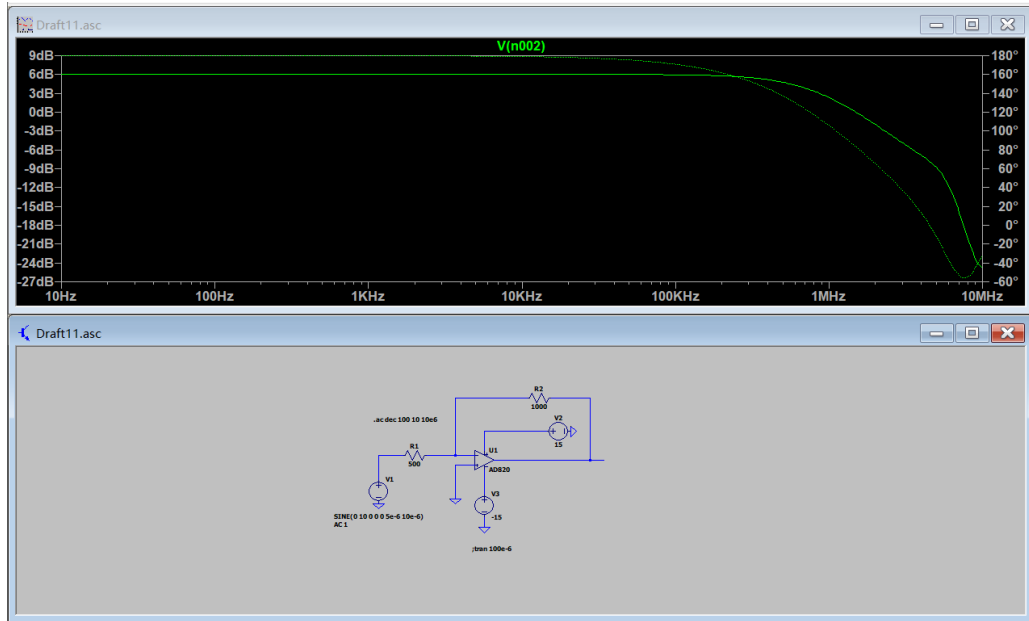 Draft11.asc
V(n002)
9dB
6dB
3dB
0dB
-3dB
-6dB
-9dB
-12dB
-15dB
-18dB
-21dB
-24dB
-27dB
180°
160°
140°
120°
100°
80°
60°
40°
20°
0°
-20°
-40°
-60°
10Hz 100Hz 1KHz 10KHz 100KHz 1MHz 10MHz
Draft11.asc
R2
1000
.ac dec 100 10 10e6
V2
15
R1
500
U1
AD820
V1
V3
-15
SINE(0 10 0 0 0 5e-6 10e-6)
AC 1
;tran 100e-6